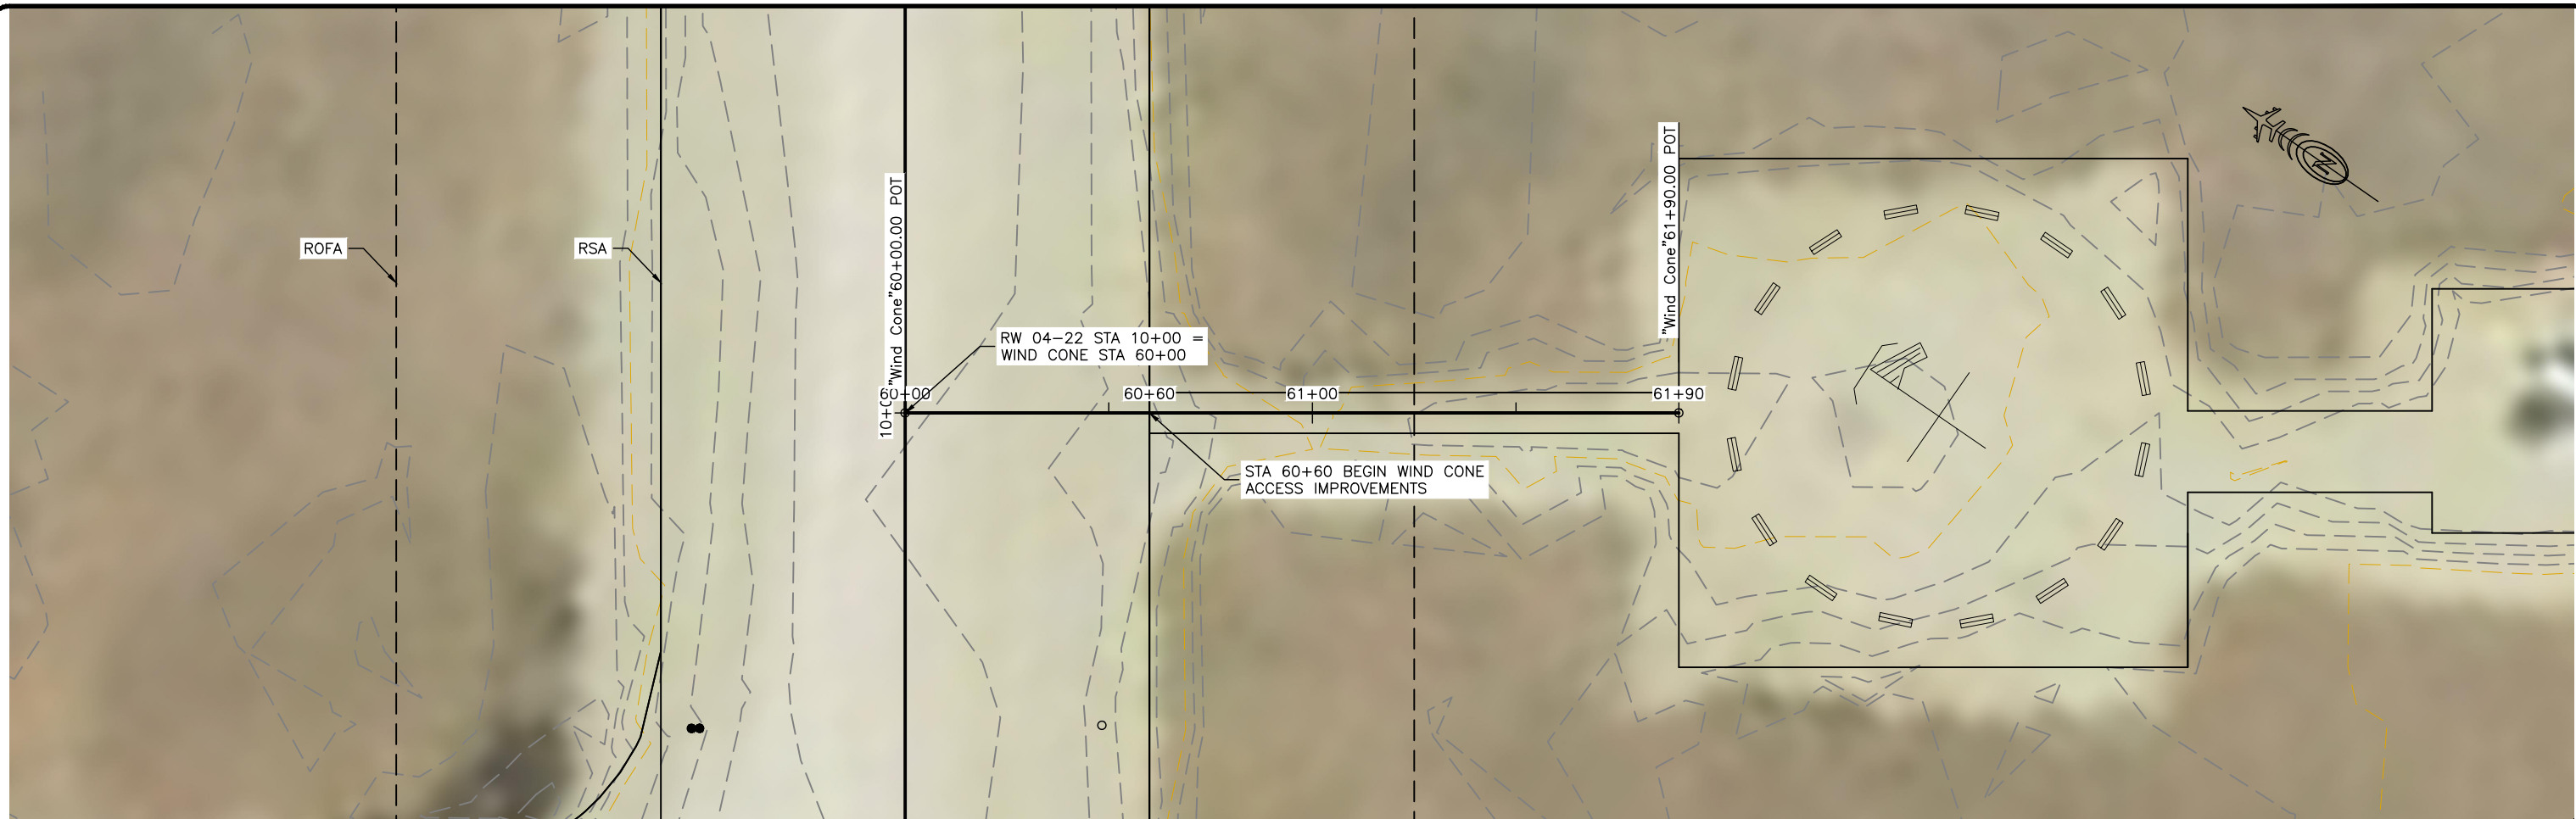 ROFA
RSA
"Wind Cone"60+00.00 POT
RW 04-22 STA 10+00 =
WIND CONE STA 60+00
60+00
60+60
61+00
61+90
"Wind Cone"61+90.00 POT
STA 60+60 BEGIN WIND CONE
ACCESS IMPROVEMENTS
N